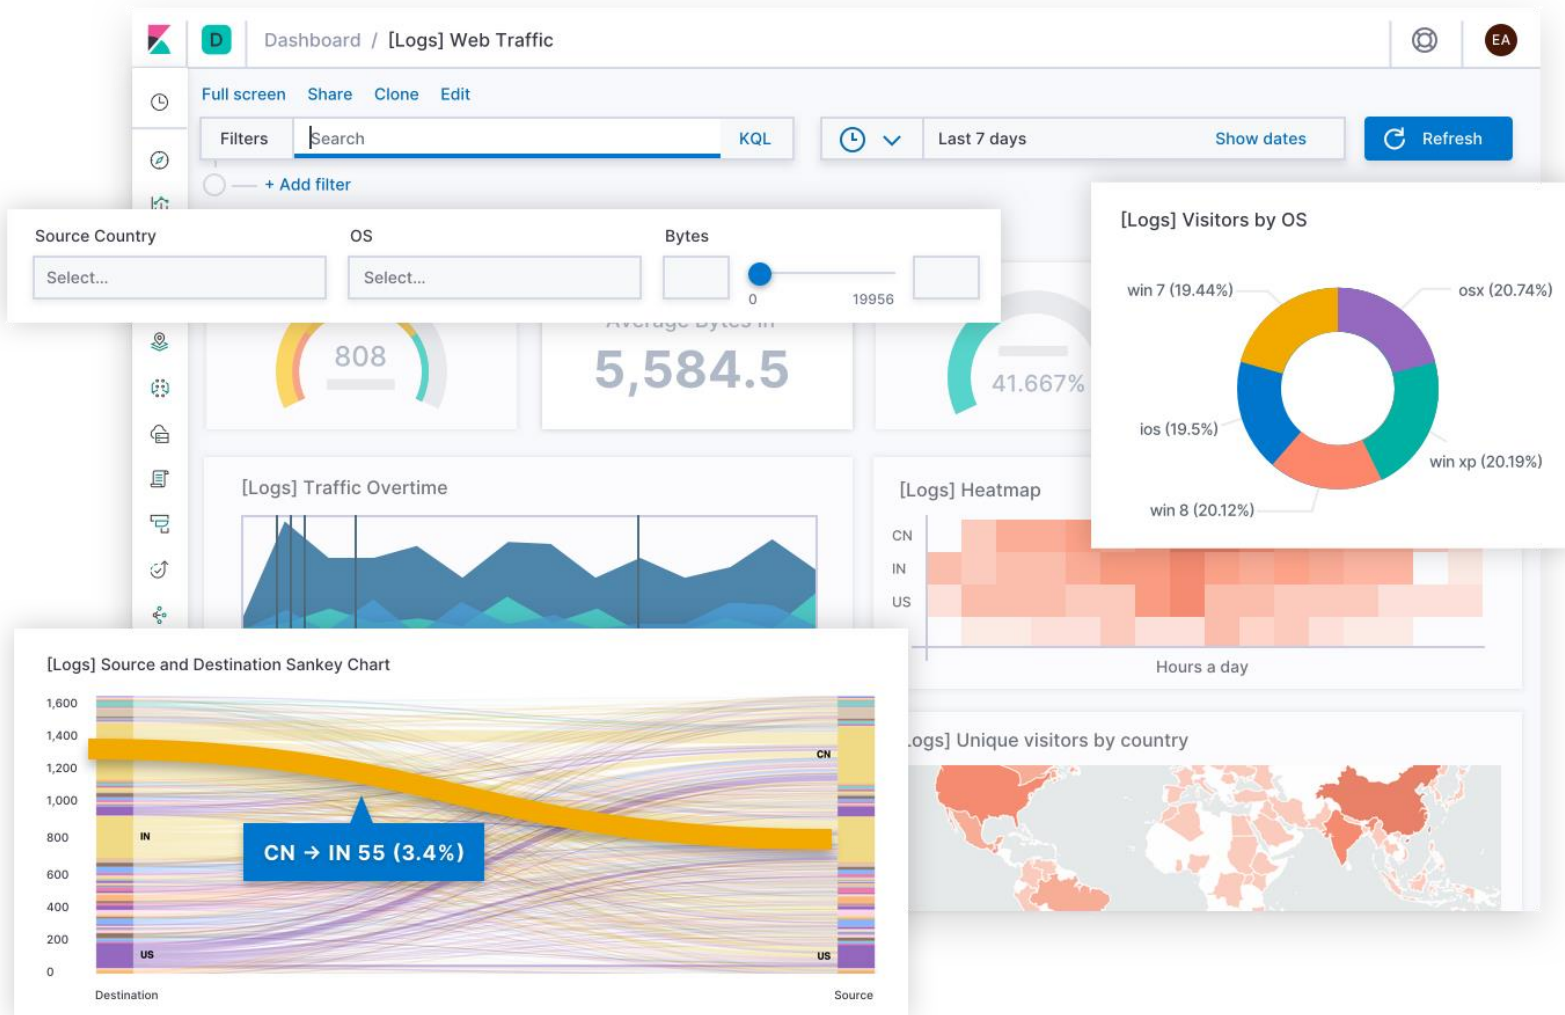 D
Dashboard / [Logs] Web Traffic
EA
Full screen Share Clone Edit
Filters Search KQL Last 7 days Show dates Refresh
+ Add filter
Source Country OS Bytes
Select... Select...
0 19956
[Logs] Visitors by OS
win 7 (19.44%) osx (20.74%)
ios (19.5%)
win xp (20.19%)
win 8 (20.12%)
808
Average Bytes In
5,584.5
41.667%
[Logs] Traffic Overtime
[Logs] Heatmap
CN
IN
US
Hours a day
[Logs] Source and Destination Sankey Chart
1,600
1,400
1,200
1,000
800
600
400
200
0
CN
IN
CN → IN 55 (3.4%)
US
US
Destination Source
Logs] Unique visitors by country